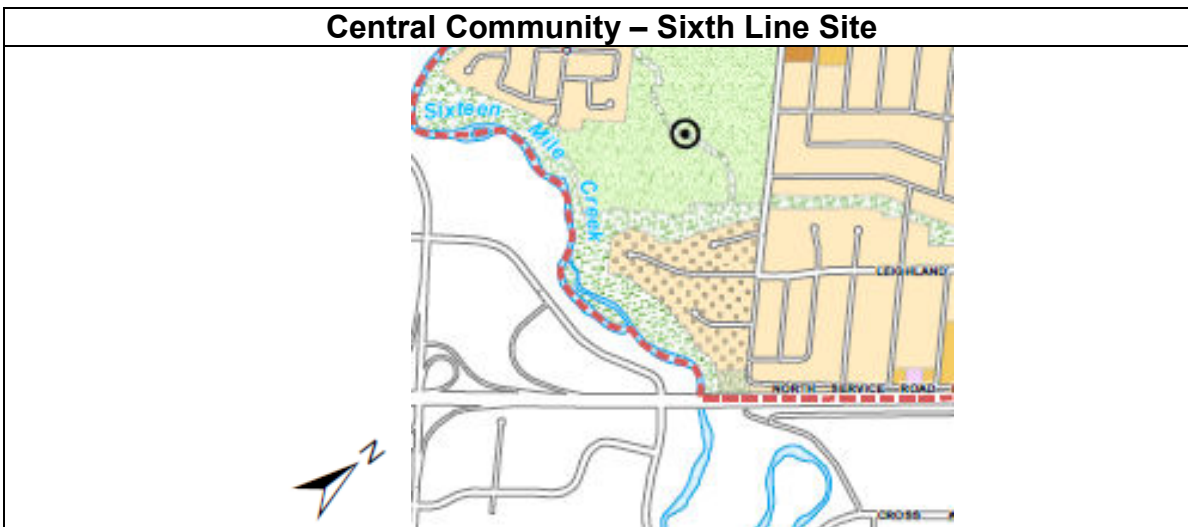 Central Community – Sixth Line Site
Sixteen
Mile
Creek
LEIGHLAND
NORTH SERVICE ROAD
N
CROSS